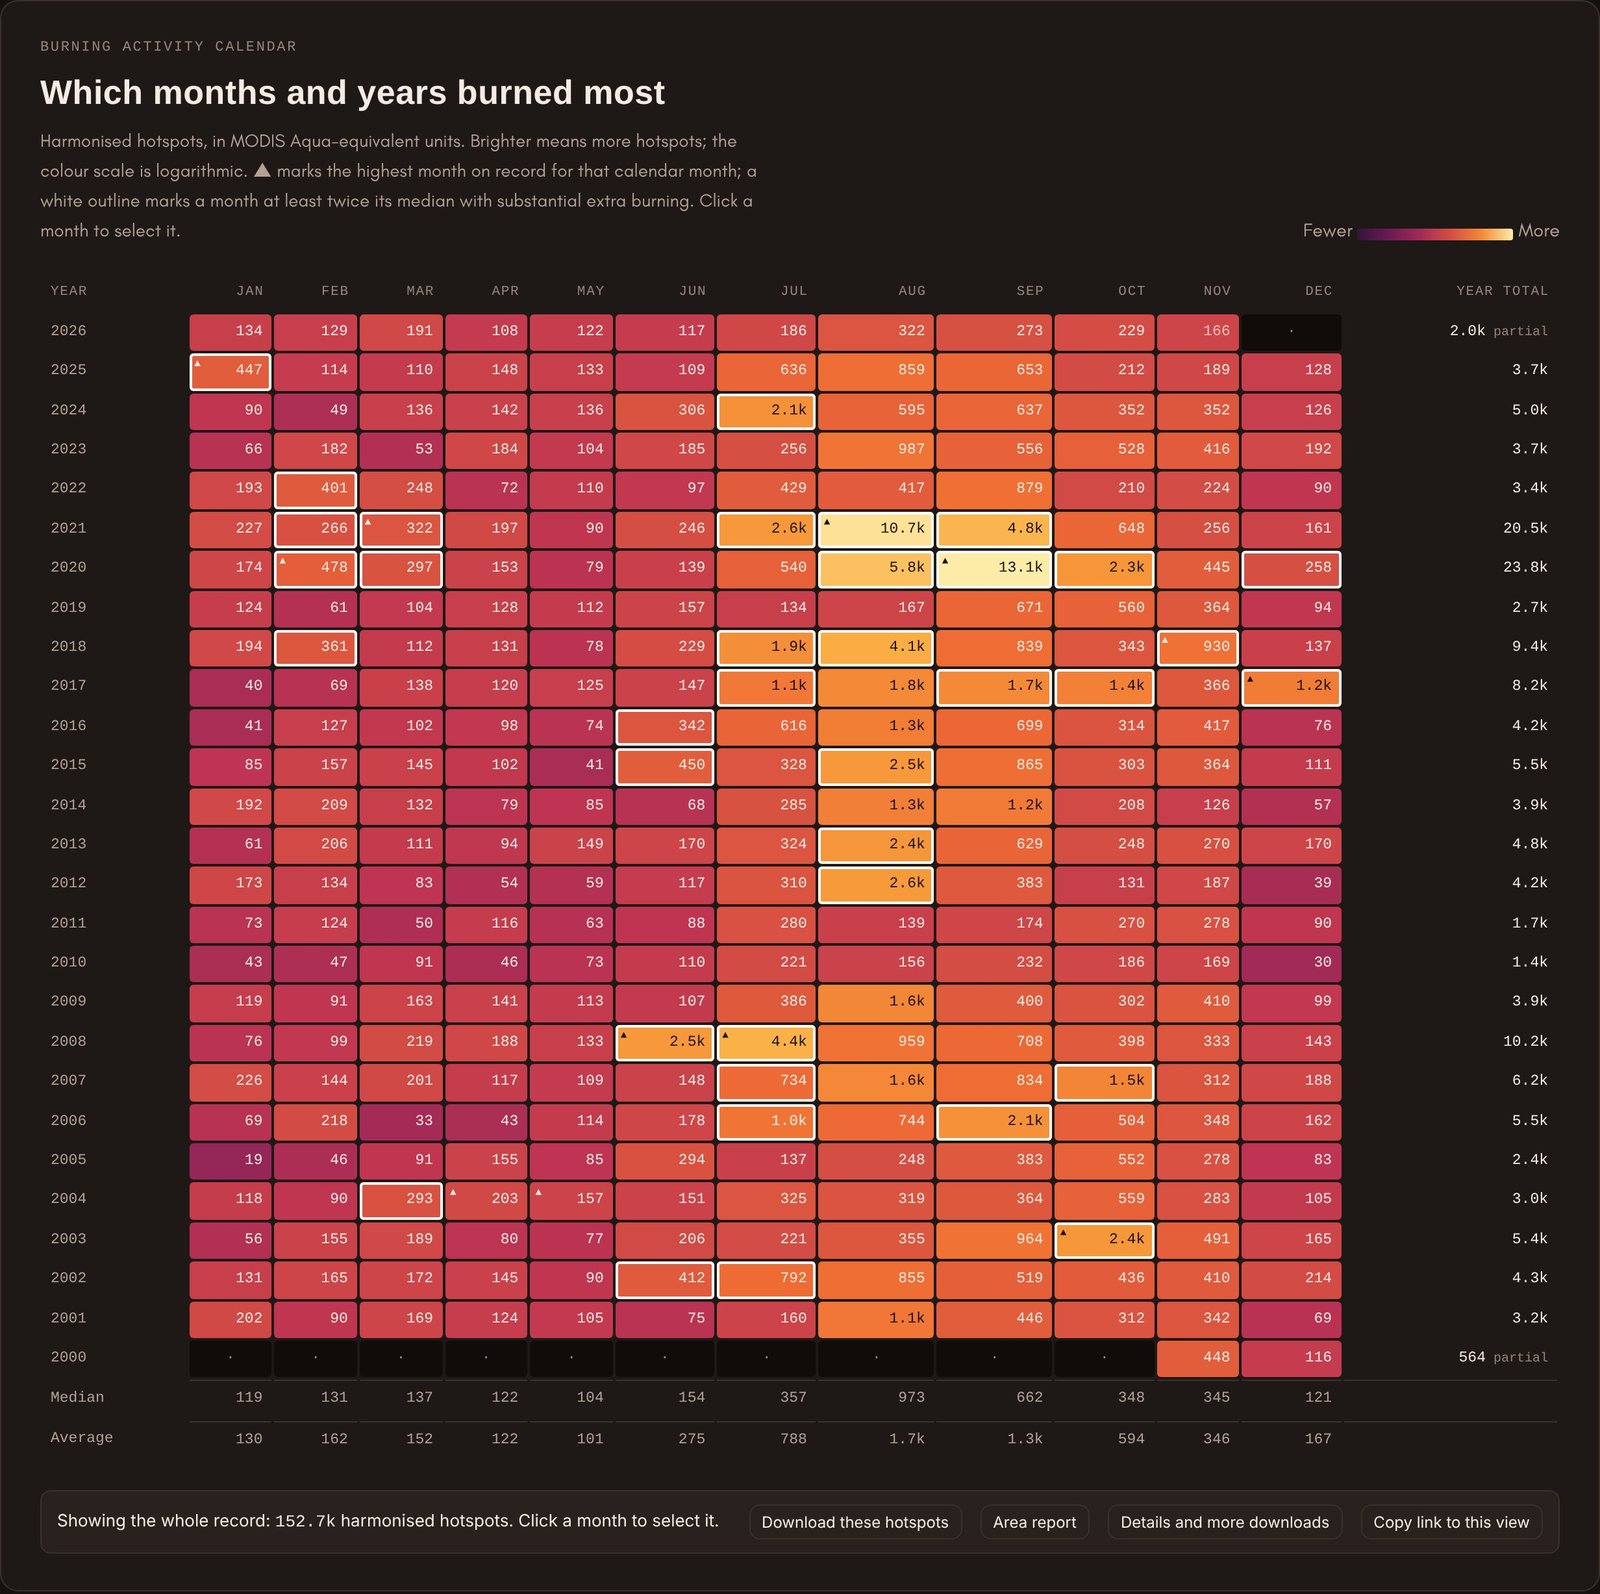 BURNING ACTIVITY CALENDAR
Which months and years burned most
Harmonised hotspots, in MODIS Aqua-equivalent units. Brighter means more hotspots; the
colour scale is logarithmic. ▲ marks the highest month on record for that calendar month; a
white outline marks a month at least twice its median with substantial extra burning. Click a
month to select it.
Fewer More
YEAR JAN FEB MAR APR MAY JUN JUL AUG SEP OCT NOV DEC YEAR TOTAL
2026 134 129 191 108 122 117 186 322 273 229 166 · 2.0k partial
2025 ▲ 447 114 110 148 133 109 636 859 653 212 189 128 3.7k
2024 90 49 136 142 136 306 2.1k 595 637 352 352 126 5.0k
2023 66 182 53 184 104 185 256 987 556 528 416 192 3.7k
2022 193 401 248 72 110 97 429 417 879 210 224 90 3.4k
2021 227 266 ▲ 322 197 90 246 2.6k ▲ 10.7k 4.8k 648 256 161 20.5k
2020 174 ▲ 478 297 153 79 139 540 5.8k ▲ 13.1k 2.3k 445 258 23.8k
2019 124 61 104 128 112 157 134 167 671 560 364 94 2.7k
2018 194 361 112 131 78 229 1.9k 4.1k 839 343 ▲ 930 137 9.4k
2017 40 69 138 120 125 147 1.1k 1.8k 1.7k 1.4k 366 ▲ 1.2k 8.2k
2016 41 127 102 98 74 342 616 1.3k 699 314 417 76 4.2k
2015 85 157 145 102 41 450 328 2.5k 865 303 364 111 5.5k
2014 192 209 132 79 85 68 285 1.3k 1.2k 208 126 57 3.9k
2013 61 206 111 94 149 170 324 2.4k 629 248 270 170 4.8k
2012 173 134 83 54 59 117 310 2.6k 383 131 187 39 4.2k
2011 73 124 50 116 63 88 280 139 174 270 278 90 1.7k
2010 43 47 91 46 73 110 221 156 232 186 169 30 1.4k
2009 119 91 163 141 113 107 386 1.6k 400 302 410 99 3.9k
2008 76 99 219 188 133 ▲ 2.5k ▲ 4.4k 959 708 398 333 143 10.2k
2007 226 144 201 117 109 148 734 1.6k 834 1.5k 312 188 6.2k
2006 69 218 33 43 114 178 1.0k 744 2.1k 504 348 162 5.5k
2005 19 46 91 155 85 294 137 248 383 552 278 83 2.4k
2004 118 90 293 ▲ 203 ▲ 157 151 325 319 364 559 283 105 3.0k
2003 56 155 189 80 77 206 221 355 964 ▲ 2.4k 491 165 5.4k
2002 131 165 172 145 90 412 792 855 519 436 410 214 4.3k
2001 202 90 169 124 105 75 160 1.1k 446 312 342 69 3.2k
2000 · · · · · · · · · · 448 116 564 partial
Median 119 131 137 122 104 154 357 973 662 348 345 121
Average 130 162 152 122 101 275 788 1.7k 1.3k 594 346 167
Showing the whole record: 152.7k harmonised hotspots. Click a month to select it. Download these hotspots Area report Details and more downloads Copy link to this view